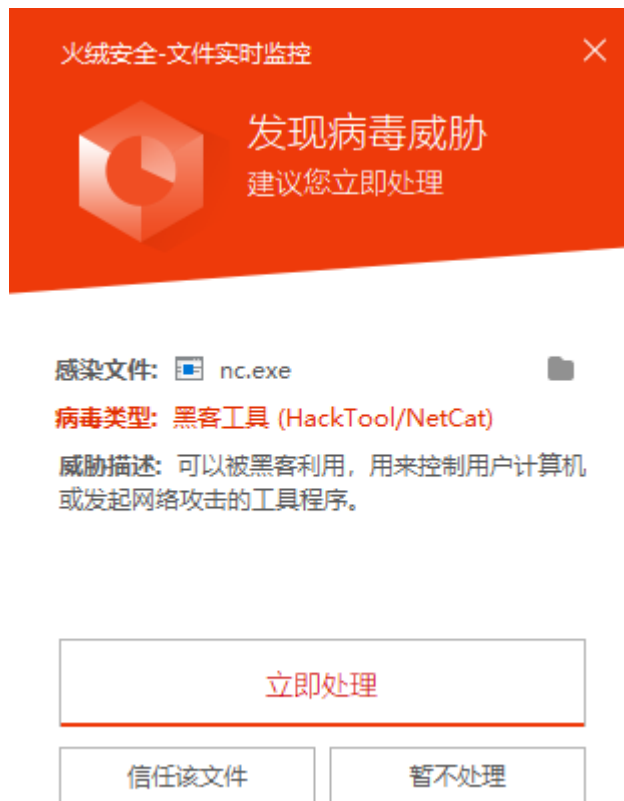 火绒安全-文件实时监控
发现病毒威胁
建议您立即处理
感染文件: nc.exe
病毒类型: 黑客工具 (HackTool/NetCat)
威胁描述: 可以被黑客利用，用来控制用户计算机
或发起网络攻击的工具程序。
立即处理
信任该文件
暂不处理